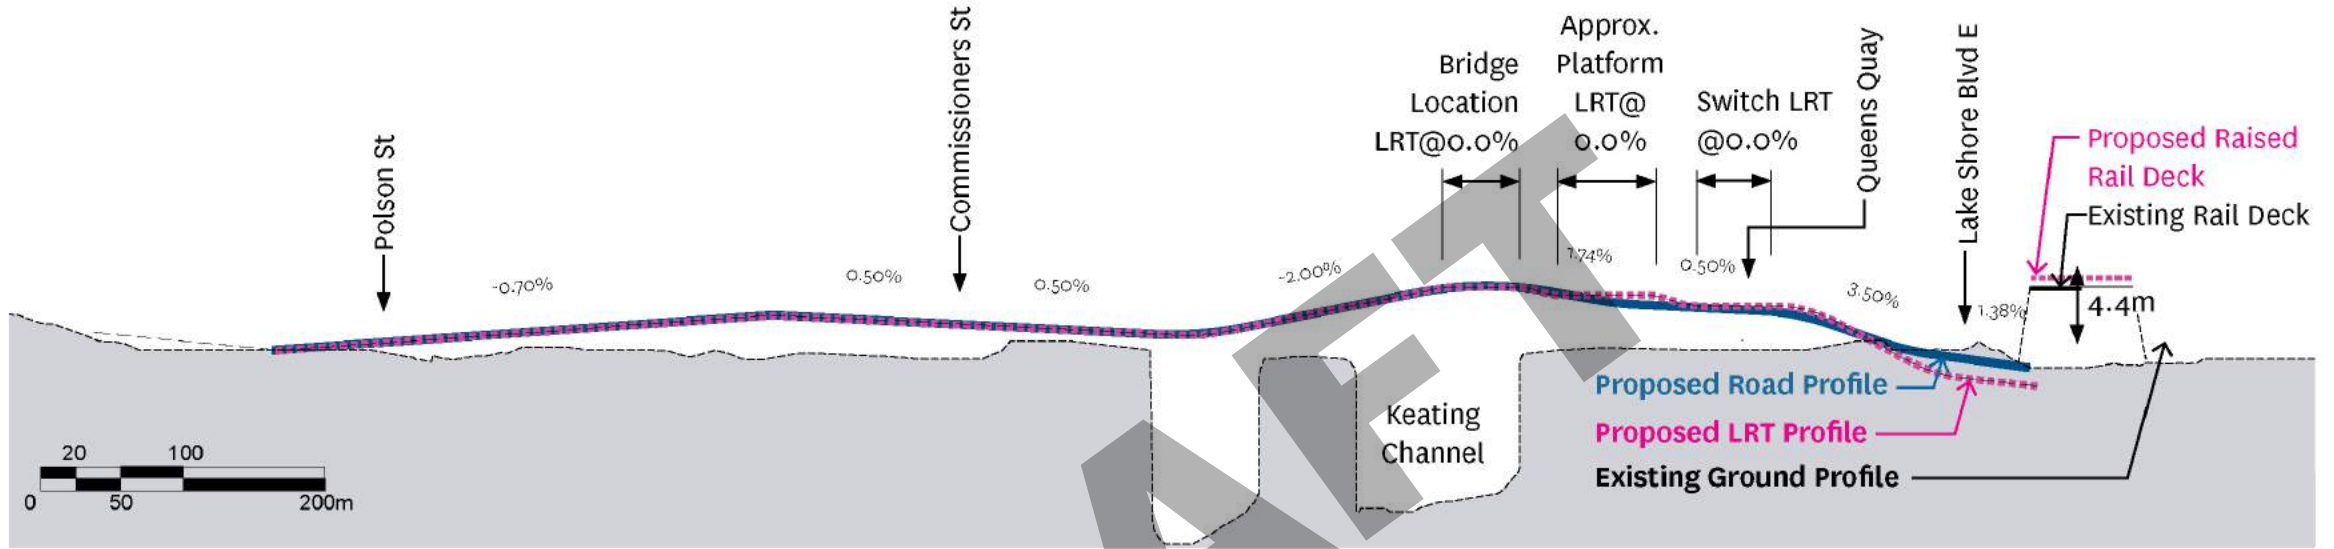 Polson St
Commissioners St
Bridge
Location
LRT@0.0%
Approx.
Platform
LRT@
0.0%
Switch LRT
@0.0%
Queens Quay
Lake Shore Blvd E
Proposed Raised
Rail Deck
Existing Rail Deck
-0.70%
0.50%
0.50%
-2.00%
1.74%
0.50%
3.50%
1.38%
4.4m
Keating
Channel
Proposed Road Profile
Proposed LRT Profile
Existing Ground Profile
20 100
0 50 200m
AFT